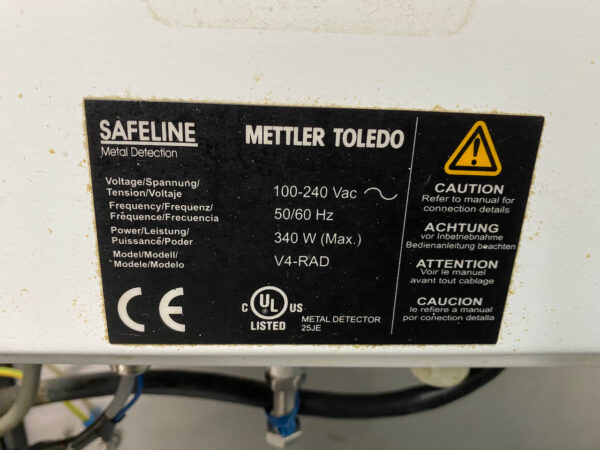 SAFELINE
Metal Detection
METTLER TOLEDO
Voltage/Spannung/
Tension/Voltaje
100-240 Vac
Frequency/Frequenz/
Fréquence/Frecuencia
50/60 Hz
Power/Leistung/
Puissancé/Poder
340 W (Max.)
Model/Modell/
Modele/Modelo
V4-RAD
CE
C UL US
LISTED
METAL DETECTOR
25JE
CAUTION
Refer to manual for
connection details
ACHTUNG
vor Inbetriebnahme
Bedienanleitung beachten
ATTENTION
Voir le manuel
avant tout cablage
CAUCION
le refiere a manual
por conection detalla